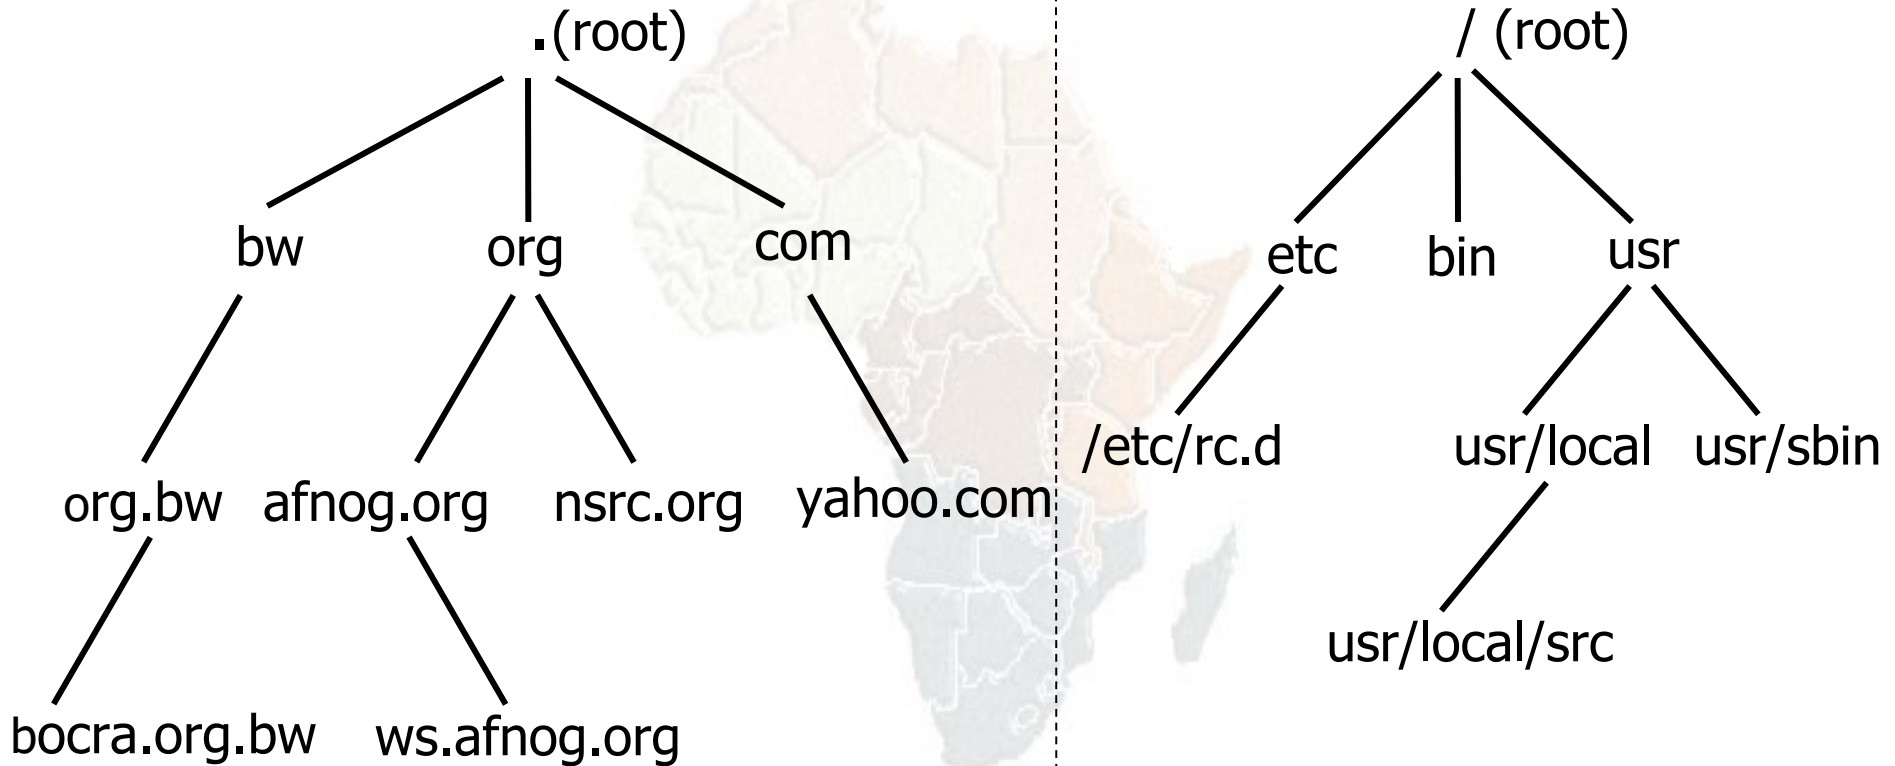 .(root)
bw org com
org.bw afnog.org nsrc.org yahoo.com
bocra.org.bw ws.afnog.org
/ (root)
etc bin usr
/etc/rc.d usr/local usr/sbin
usr/local/src